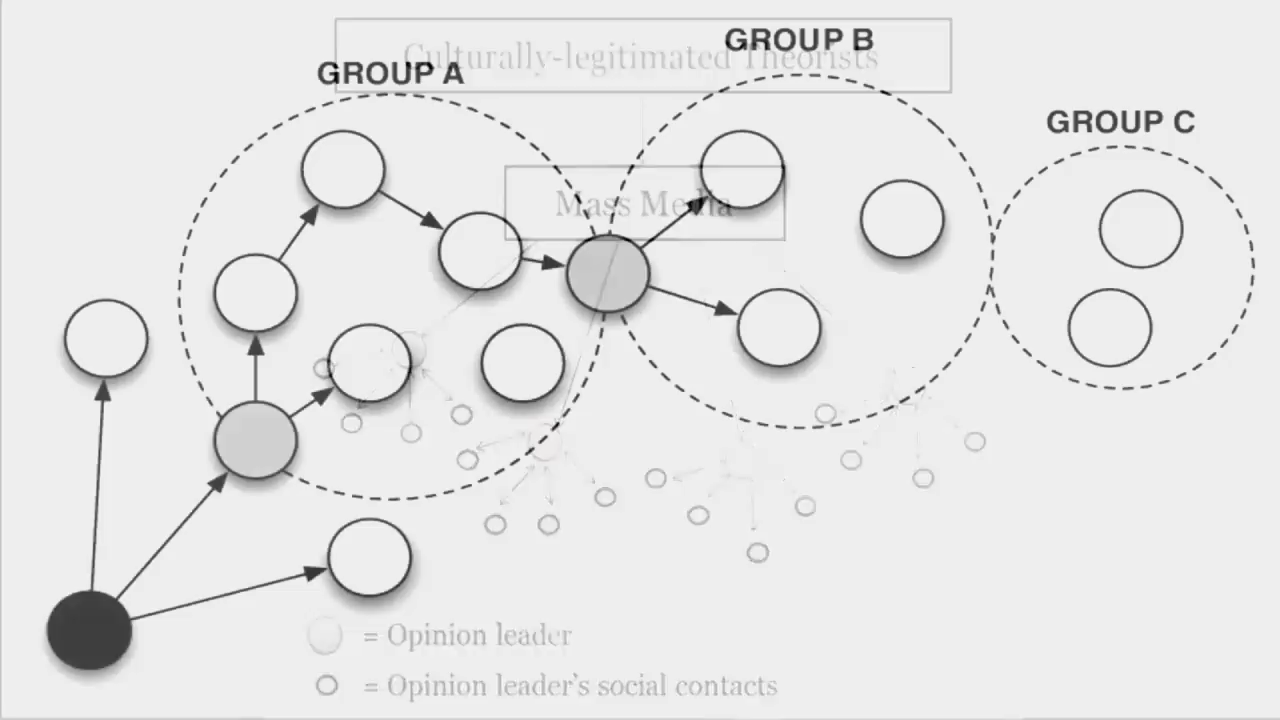 Culturally-legitimated Theorists
GROUP B
GROUP A
GROUP C
Mass Media
= Opinion leader
= Opinion leader's social contacts